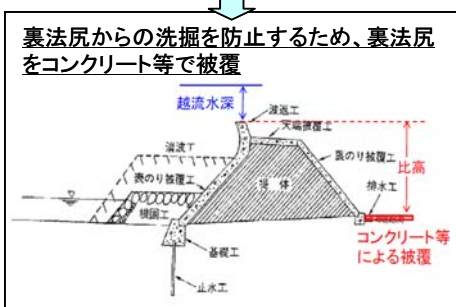 裏法尻からの洗掘を防止するため、裏法尻
をコンクリート等で被覆
越流水深
波返工
天端被覆工
消波工
表のり被覆工
裏のり被覆工
比高
堤体
排水工
根固工
コンクリート等
による被覆
基礎工
止水工